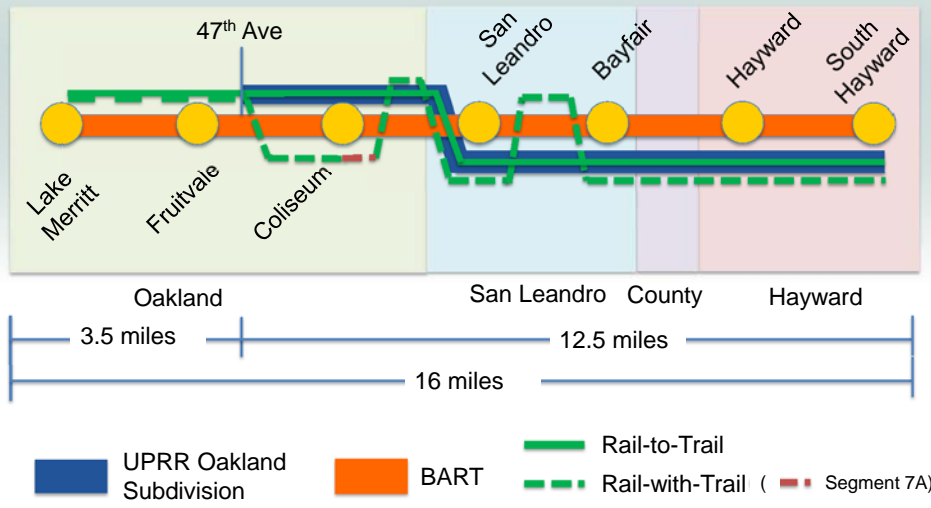 47th Ave
San
Leandro
Bayfair
Hayward
South
Hayward
Lake
Merritt
Fruitvale
Coliseum
Oakland
San Leandro
County
Hayward
3.5 miles
12.5 miles
16 miles
UPRR Oakland
Subdivision
BART
Rail-to-Trail
Rail-with-Trail ( Segment 7A)